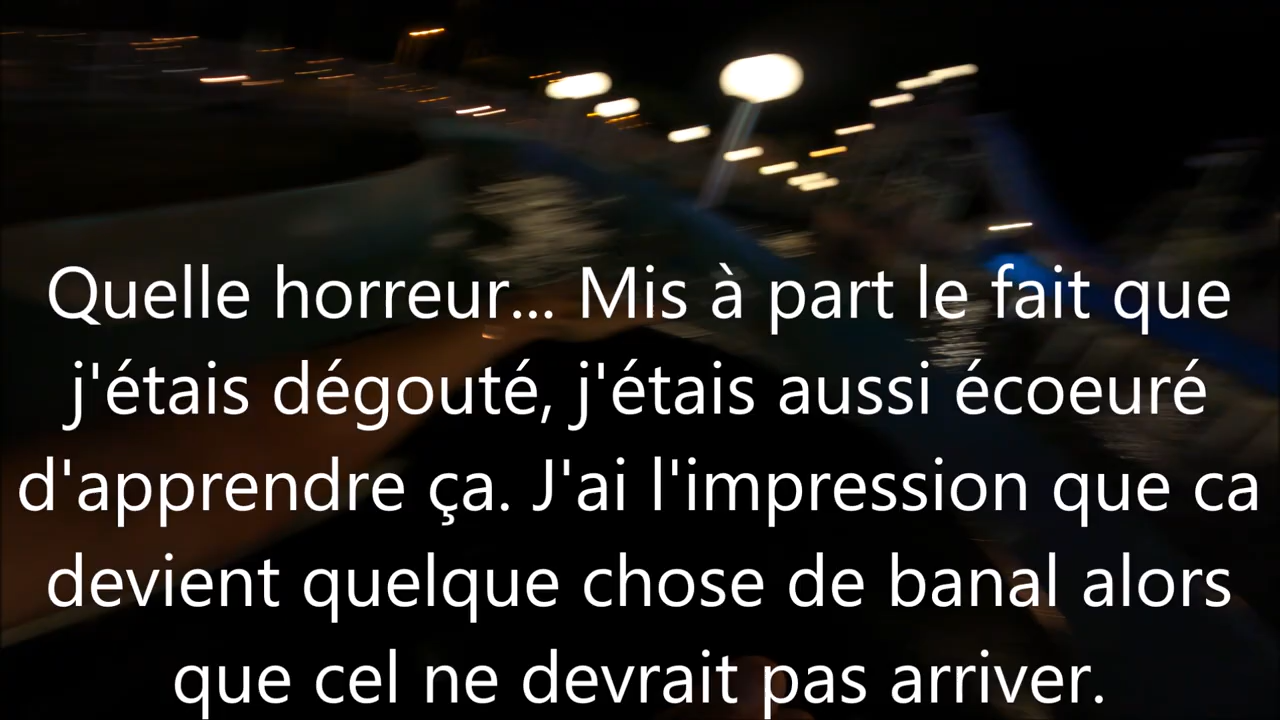 Quelle horreur... Mis à part le fait que
j'étais dégouté, j'étais aussi écoeuré
d'apprendre ça. J'ai l'impression que ca
devient quelque chose de banal alors
que cel ne devrait pas arriver.